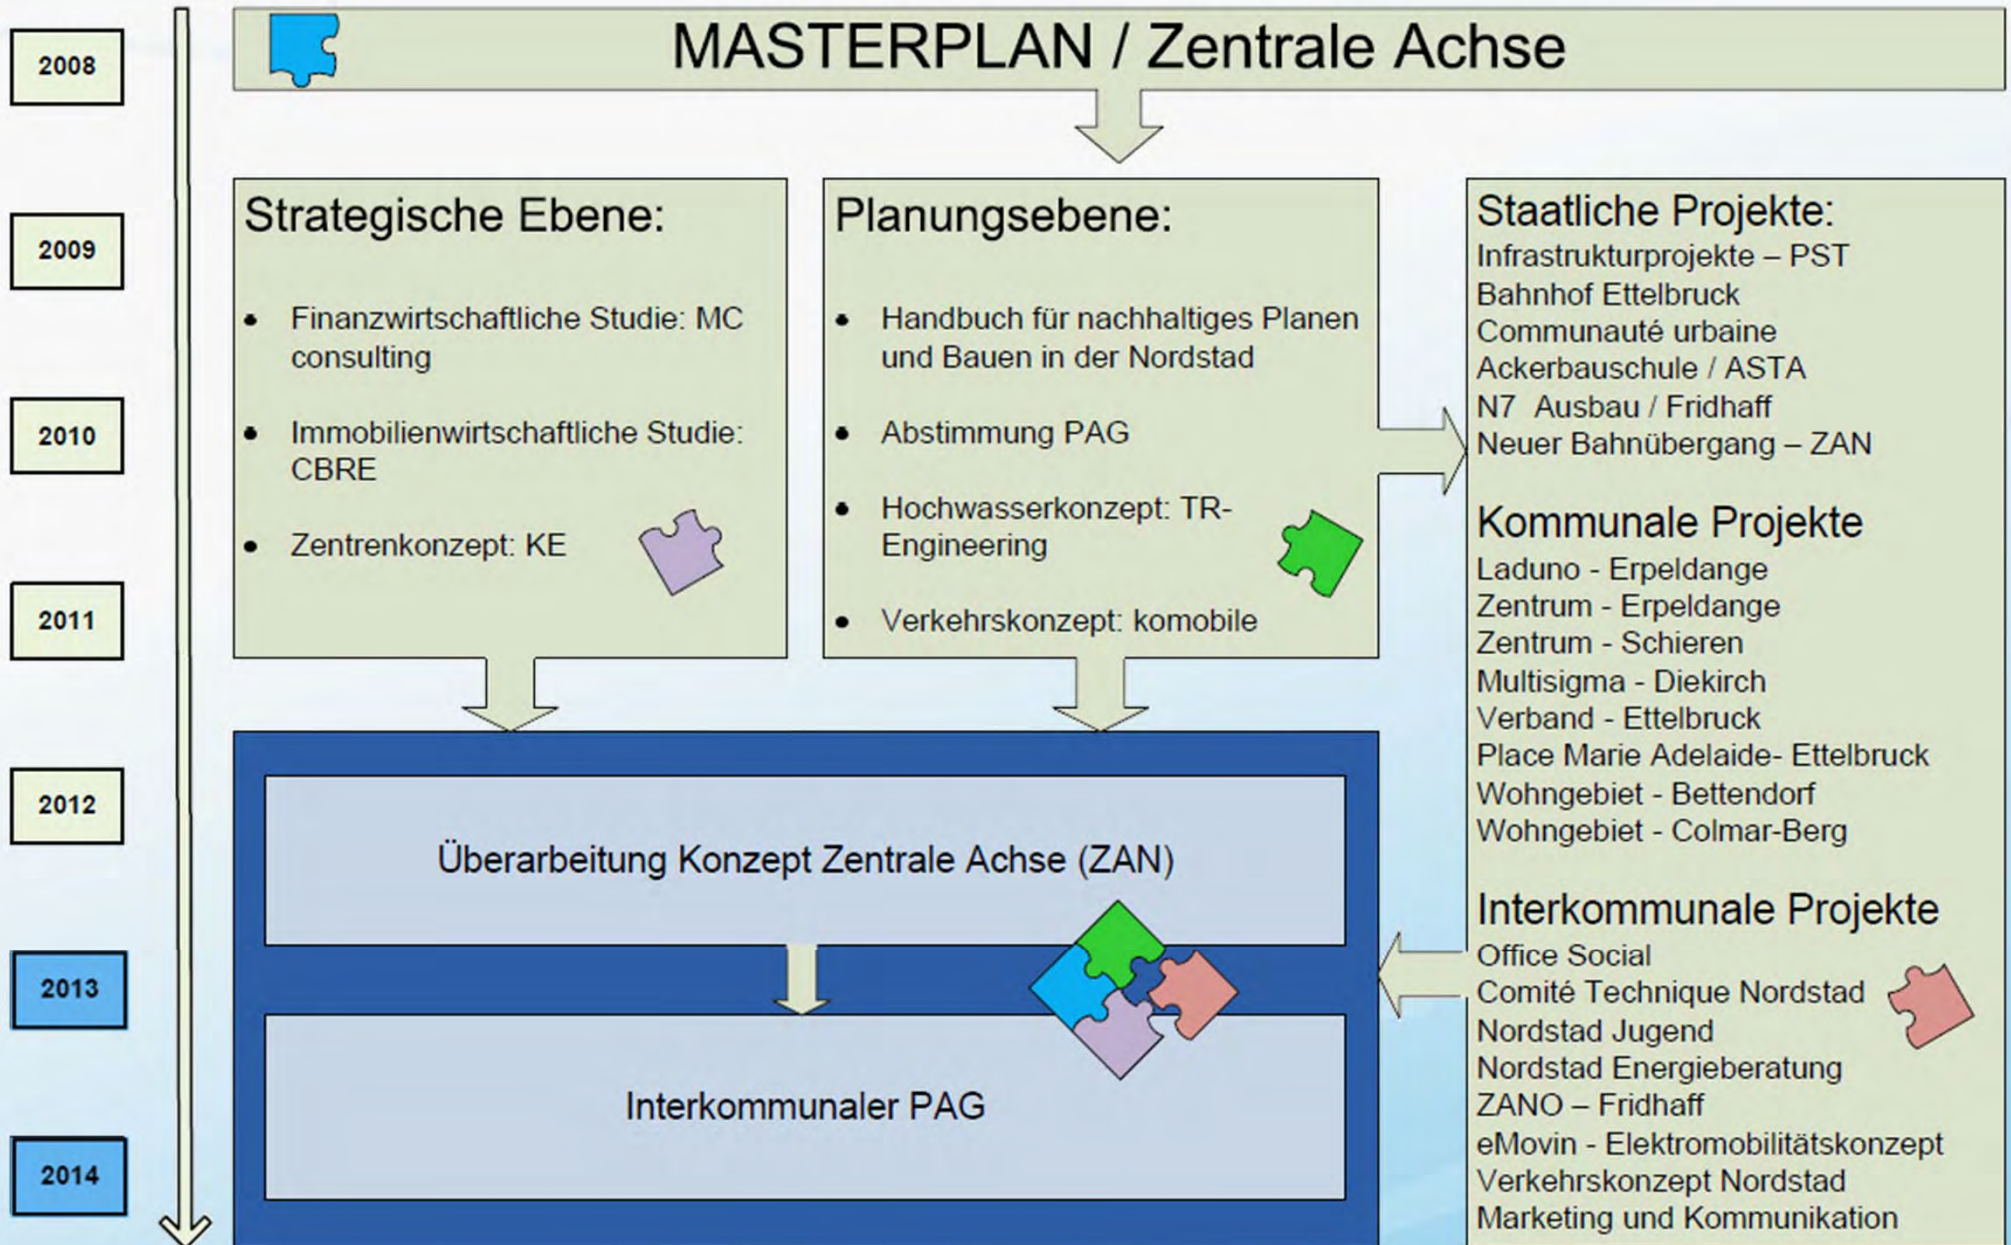 2008
2009
2010
2011
2012
2013
2014
MASTERPLAN / Zentrale Achse
Strategische Ebene:
• Finanzwirtschaftliche Studie: MC
consulting
• Immobilienwirtschaftliche Studie:
CBRE
• Zentrenkonzept: KE
Planungsebene:
• Handbuch für nachhaltiges Planen
und Bauen in der Nordstad
• Abstimmung PAG
• Hochwasserkonzept: TR-
Engineering
• Verkehrskonzept: komobile
Staatliche Projekte:
Infrastrukturprojekte – PST
Bahnhof Ettelbruck
Communauté urbaine
Ackerbauschule / ASTA
N7 Ausbau / Fridhaff
Neuer Bahnübergang – ZAN
Kommunale Projekte
Laduno - Erpeldange
Zentrum - Erpeldange
Zentrum - Schieren
Multisigma - Diekirch
Verband - Ettelbruck
Place Marie Adelaide- Ettelbruck
Wohngebiet - Bettendorf
Wohngebiet - Colmar-Berg
Interkommunale Projekte
Office Social
Comité Technique Nordstad
Nordstad Jugend
Nordstad Energieberatung
ZANO – Fridhaff
eMovin - Elektromobilitätskonzept
Verkehrskonzept Nordstad
Marketing und Kommunikation
Überarbeitung Konzept Zentrale Achse (ZAN)
Interkommunaler PAG